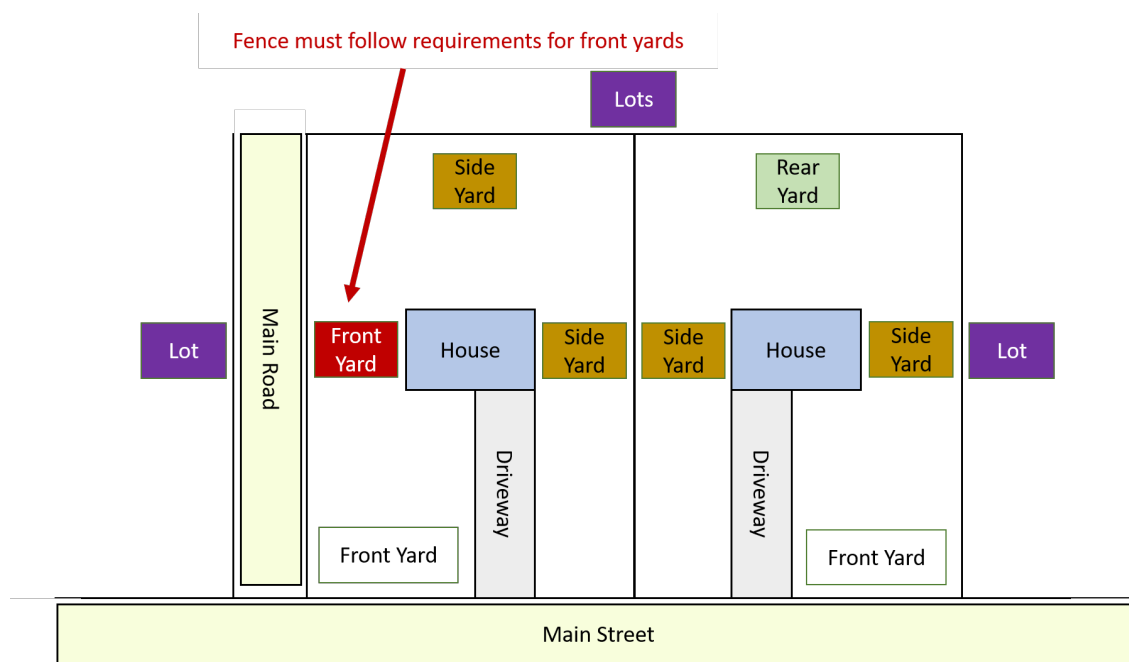 Fence must follow requirements for front yards
Lots
Side
Yard
Rear
Yard
Main Road
Lot
Front
Yard
House
Side
Yard
Side
Yard
House
Side
Yard
Lot
Driveway
Driveway
Front Yard
Front Yard
Main Street